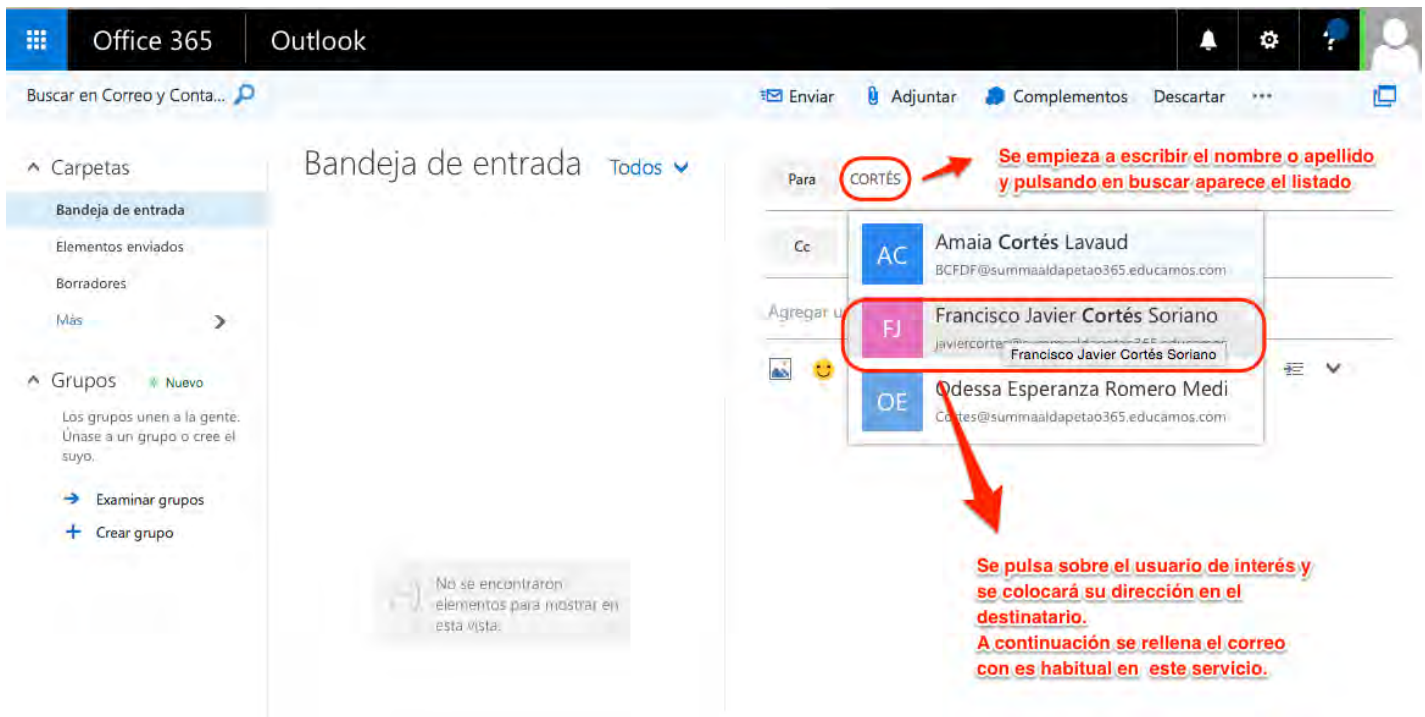 Office 365 Outlook
?
Buscar en Correo y Conta...
Enviar Adjuntar Complementos Descartar ...
Carpetas
Bandeja de entrada
Elementos enviados
Borradores
Más
Grupos Nuevo
Los grupos unen a la gente.
Únase a un grupo o cree el
suyo.
Examinar grupos
+ Crear grupo
Bandeja de entrada Todos
No se encontraron
elementos para mostrar en
esta vista.
Para CORTÉS
Se empieza a escribir el nombre o apellido
y pulsando en buscar aparece el listado
Cc
AC
Amaia Cortés Lavaud
BCFDF@summaaldapetao365.educamos.com
Agregar u
FJ
Francisco Javier Cortés Soriano
Francisco Javier Cortés Soriano
OE
Odessa Esperanza Romero Medi
Cortes@summaaldapetao365.educamos.com
Se pulsa sobre el usuario de interés y
se colocará su dirección en el
destinatario.
A continuación se rellena el correo
con es habitual en este servicio.